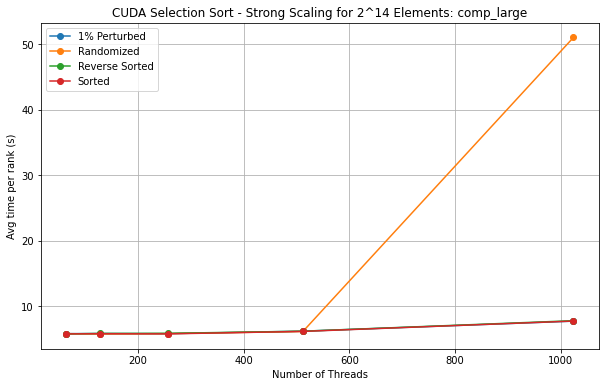 CUDA Selection Sort - Strong Scaling for 2^14 Elements: comp_large
1% Perturbed
Randomized
Reverse Sorted
Sorted
Avg time per rank (s)
50
40
30
20
10
200
400
600
800
1000
Number of Threads